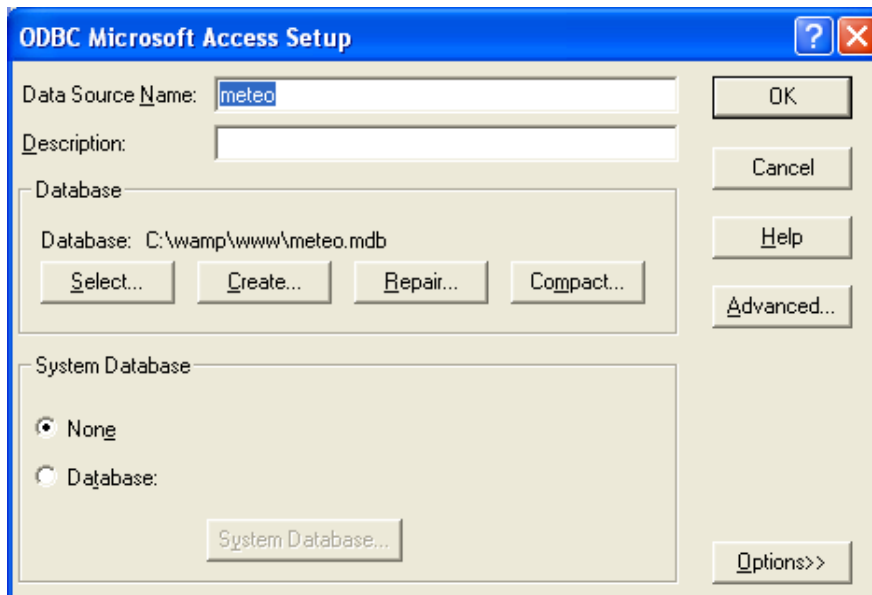 ODBC Microsoft Access Setup
Data Source Name: meteo
OK
Description:
Cancel
Database
Database: C:\wamp\www\meteo.mdb
Help
Select... Create... Repair... Compact...
Advanced...
System Database
None
Database:
System Database...
Options>>